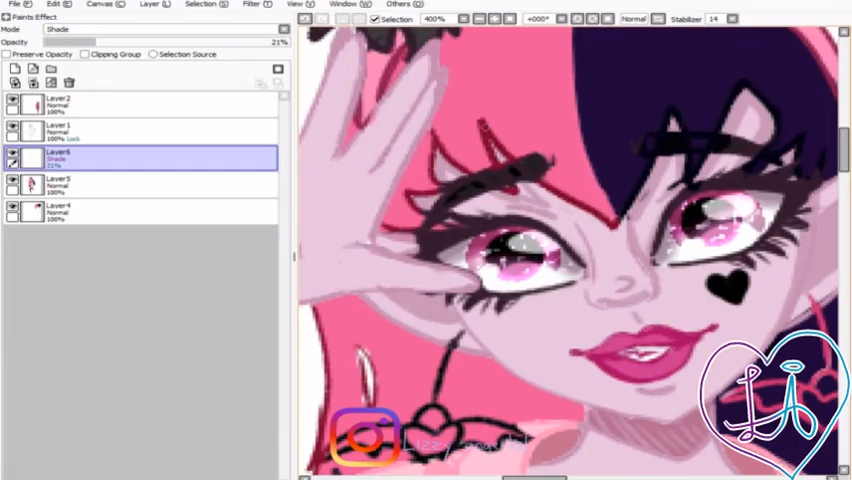 File (F) Edit (E) Canvas (C) Layer (L) Selection (S) Filter (T) View (V) Window (W) Others (O)
Paints Effect
Mode Shade
Opacity 21%
Preserve Opacity Clipping Group Selection Source
Selection 400% +000° Normal Stabilizer 14
Layer2
Normal
100%
Layer1
Normal
100% Lock
Layer6
Shade
21%
Layer5
Normal
100%
Layer4
Normal
100%
Lizzy
LA